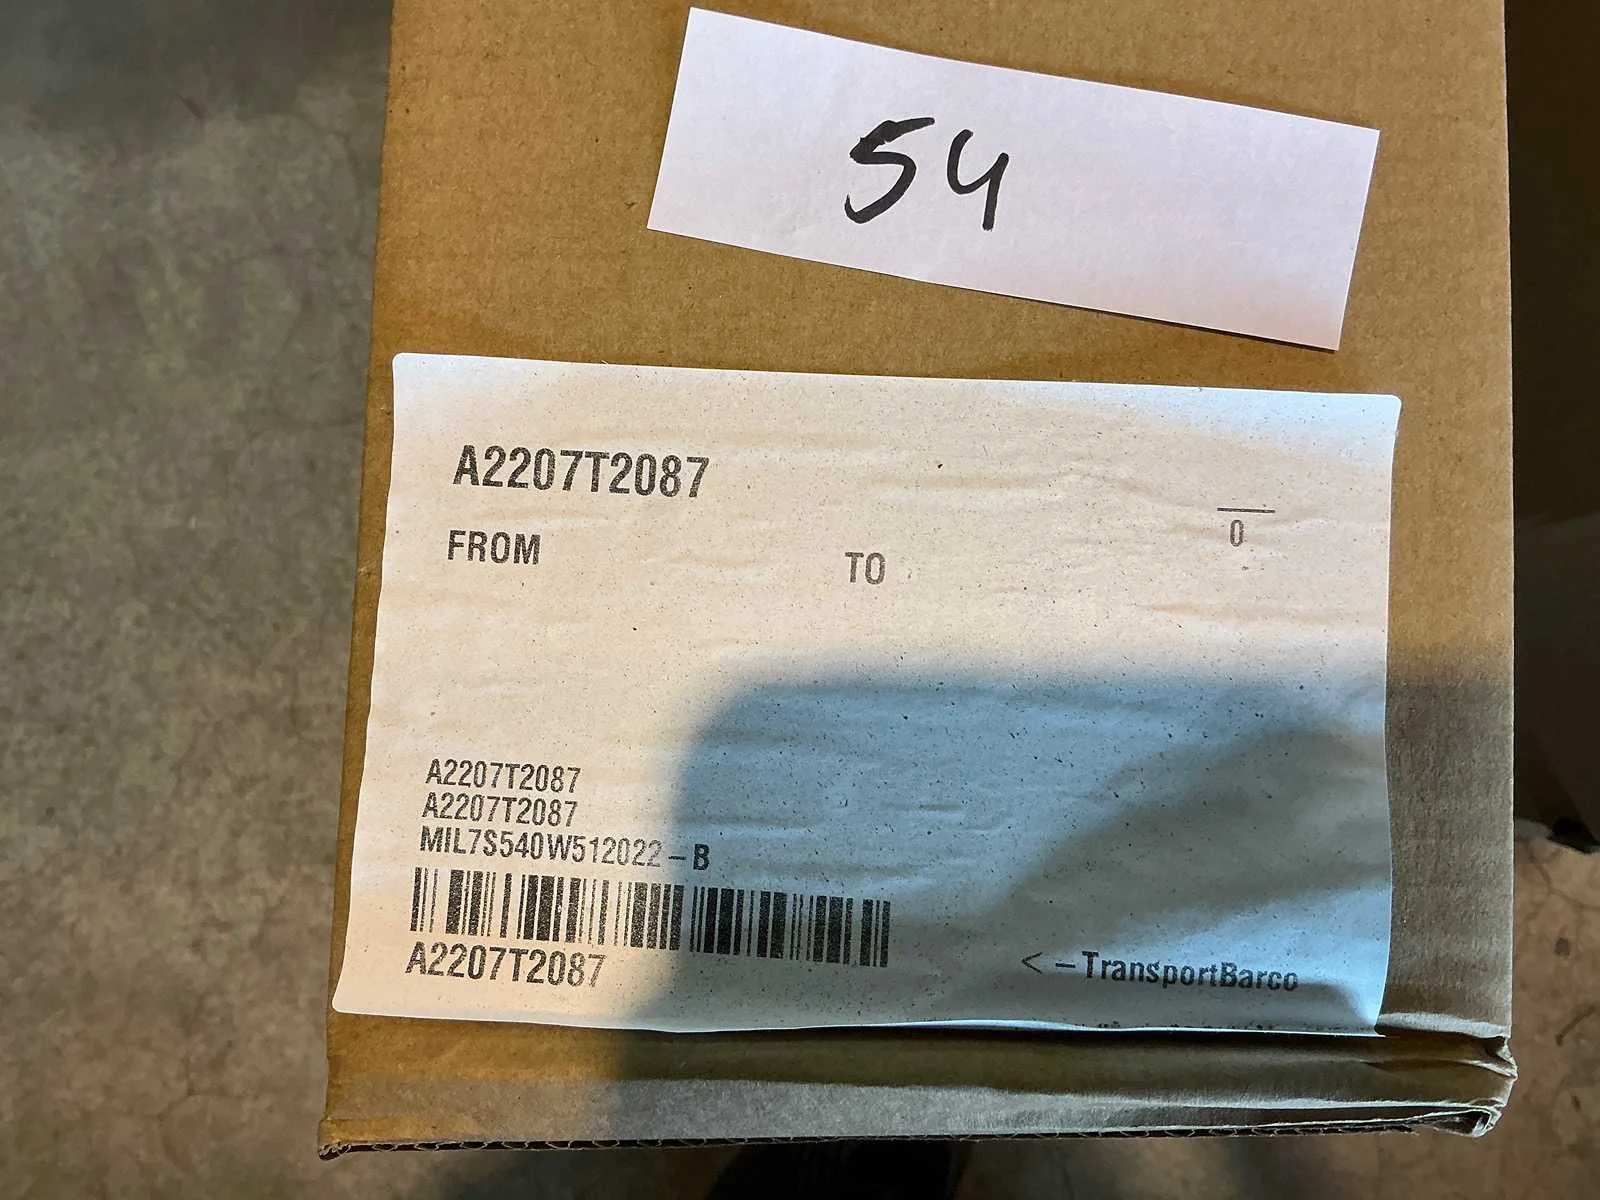 54
A2207T2087
0
FROM
TO
A2207T2087
A2207T2087
MIL7S540W512022-B
A2207T2087
<-TransportBarco